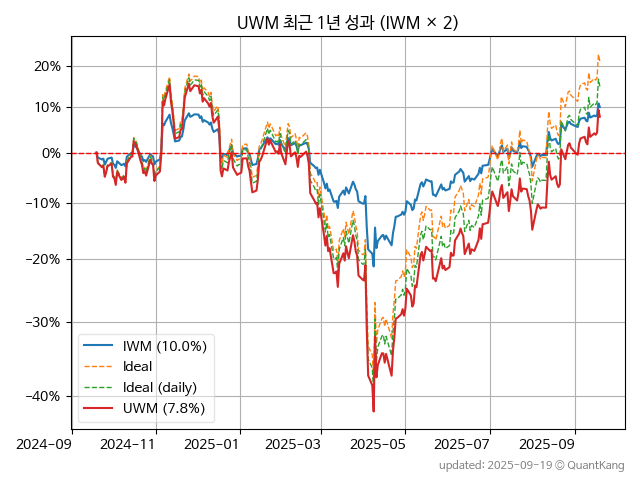 UWM 최근 1년 성과 (IWM × 2)
20%
10%
0%
−10%
−20%
−30%
−40%
IWM (10.0%)
Ideal
Ideal (daily)
UWM (7.8%)
2024-09
2024-11
2025-01
2025-03
2025-05
2025-07
2025-09
updated: 2025-09-19 © QuantKang